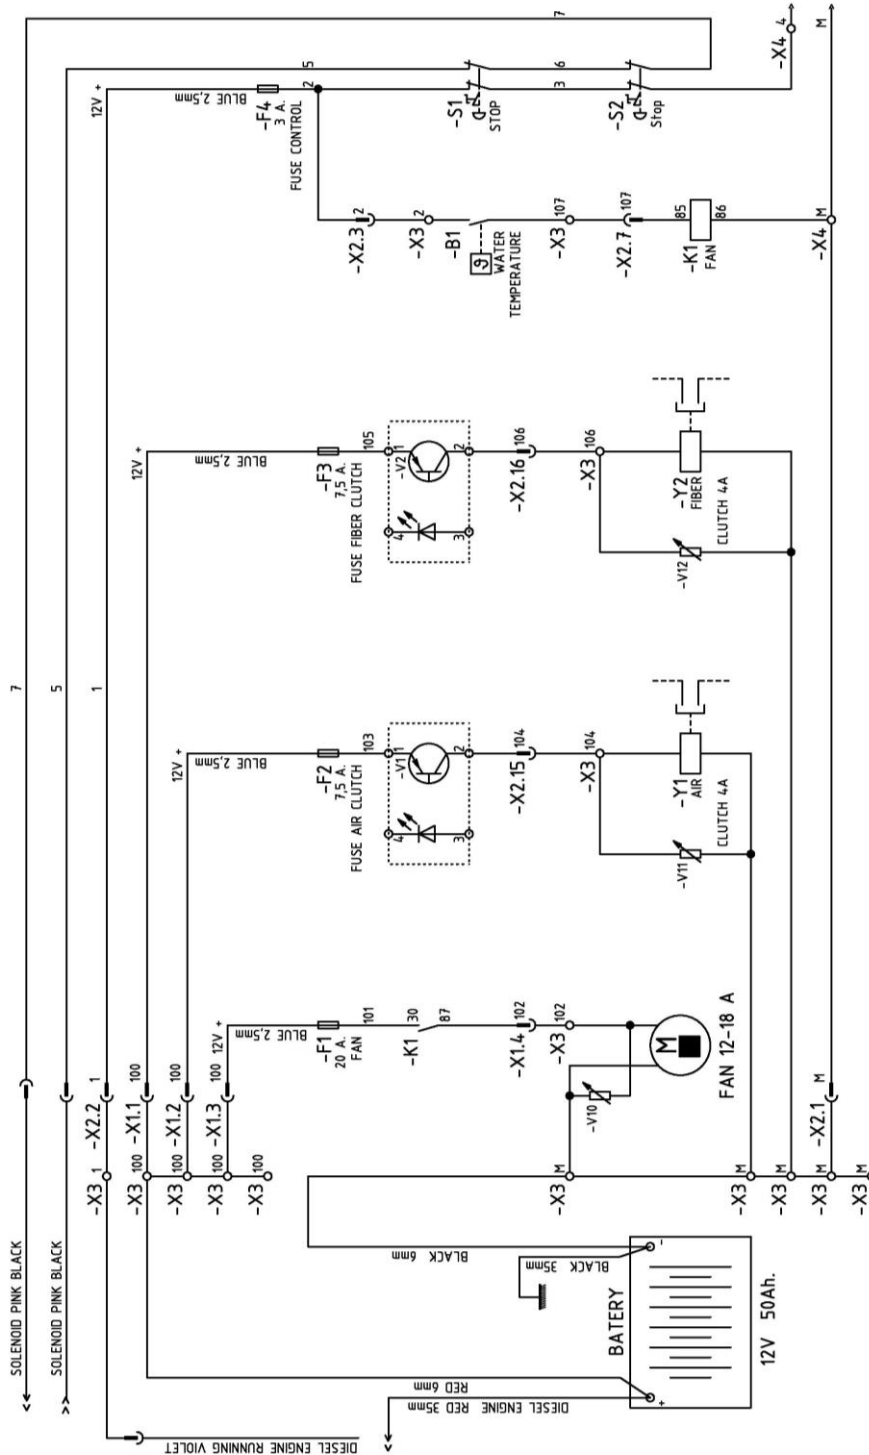 SOLENOID PINK BLACK
7
7
SOLENOID PINK BLACK
5
5
6
DIESEL ENGINE RUNNING VIOLET
-X3 1
-X2.2 1
1
12V +
BLUE 2,5mm
-F4
3 A.
FUSE CONTROL
2
-S1
STOP
3
-S2
Stop
-X4 4
M
-X3 100
-X1.1 100
12V +
BLUE 2,5mm
-F3
7,5 A.
FUSE FIBER CLUTCH
105
-V2
1
2
4
3
-X2.16 106
-X3 106
-Y2
FIBER
CLUTCH 4A
-V12
-X3 100
-X1.2 100
12V +
BLUE 2,5mm
-F2
7,5 A.
FUSE AIR CLUTCH
103
-V1
1
2
4
3
-X2.15 104
-X3 104
-Y1
AIR
CLUTCH 4A
-V11
-X3 100
-X1.3 100
12V +
BLUE 2,5mm
-F1
20 A.
FAN
101
-K1
30
87
-X1.4 102
-X3 102
-V10
M
FAN 12-18 A
-X2.3 2
-X3 2
-B1
ϑ
WATER
TEMPERATURE
-X3 107
-X2.7 107
85
-K1
FAN
86
-X4 M
DIESEL ENGINE RED 35mm
RED 6mm
BLACK 35mm
BLACK 6mm
BATERY
+
-
12V 50Ah.
-X3 M
-X3 M
-X3 M
-X3 M
-X2.1 M
-X3 M